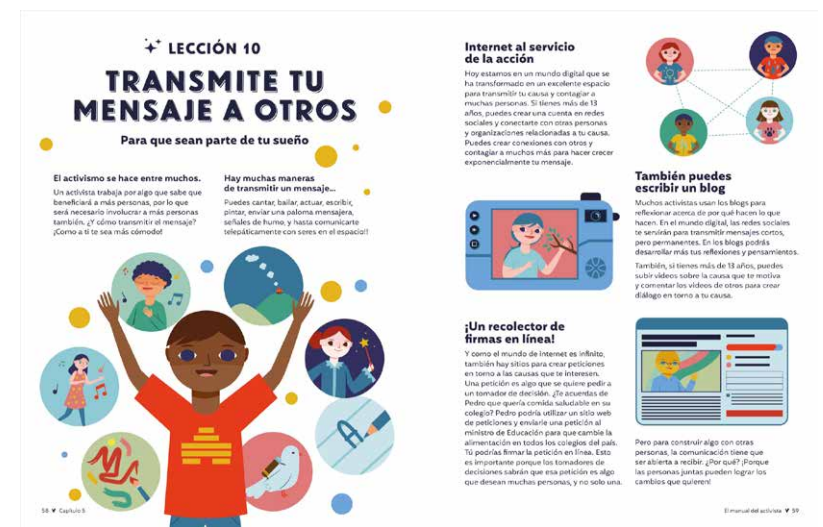 LECCIÓN 10
TRANSMITE TU
MENSAJE A OTROS
Para que sean parte de tu sueño
El activismo se hace entre muchos.
Un activista trabaja por algo que sabe que
beneficiará a más personas, por lo que
será necesario involucrar a más personas
también. ¿Y cómo transmitir el mensaje?
¡Como a ti te sea más cómodo!
Hay muchas maneras
de transmitir un mensaje...
Puedes cantar, bailar, actuar, escribir,
pintar, enviar una paloma mensajera,
señales de humo, y hasta comunicarte
telepáticamente con seres en el espacio!!
58 Capítulo 5
Internet al servicio
de la acción
Hoy estamos en un mundo digital que se
ha transformado en un excelente espacio
para transmitir tu causa y contagiar a
muchas personas. Si tienes más de 13
años, puedes crear una cuenta en redes
sociales y conectarte con otras personas
y organizaciones relacionadas a tu causa.
Puedes crear conexiones con otros y
contagiar a muchos más para hacer crecer
exponencialmente tu mensaje.
¡Un recolector de
firmas en línea!
Y como el mundo de internet es infinito,
también hay sitios para crear peticiones
en torno a las causas que te interesen.
Una petición es algo que se quiere pedir a
un tomador de decisión. ¿Te acuerdas de
Pedro que quería comida saludable en su
colegio? Pedro podría utilizar un sitio web
de peticiones y enviarle una petición al
ministro de Educación para que cambie la
alimentación en todos los colegios del país.
Tú podrías firmar la petición en línea. Esto
es importante porque los tomadores de
decisiones sabrán que esa petición es algo
que desean muchas personas, y no solo una.
También puedes
escribir un blog
Muchos activistas usan los blogs para
reflexionar acerca de por qué hacen lo que
hacen. En el mundo digital, las redes sociales
te servirán para transmitir mensajes cortos,
pero permanentes. En los blogs podrás
desarrollar más tus reflexiones y pensamientos.
También, si tienes más de 13 años, puedes
subir videos sobre la causa que te motiva
y comentar los videos de otros para crear
diálogo en torno a tu causa.
Pero para construir algo con otras
personas, la comunicación tiene que
ser abierta a recibir. ¿Por qué? ¡Porque
las personas juntas pueden lograr los
cambios que quieren!
El manual del activista 59